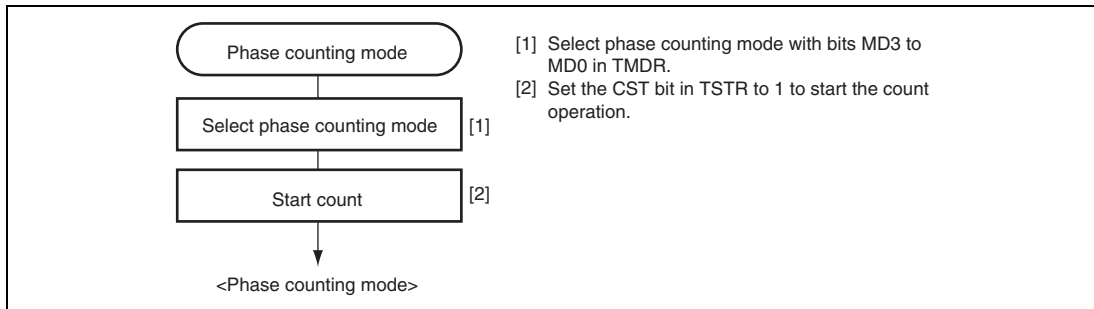 Phase counting mode
Select phase counting mode [1]
Start count [2]
<Phase counting mode>
[1] Select phase counting mode with bits MD3 to
MD0 in TMDR.
[2] Set the CST bit in TSTR to 1 to start the count
operation.